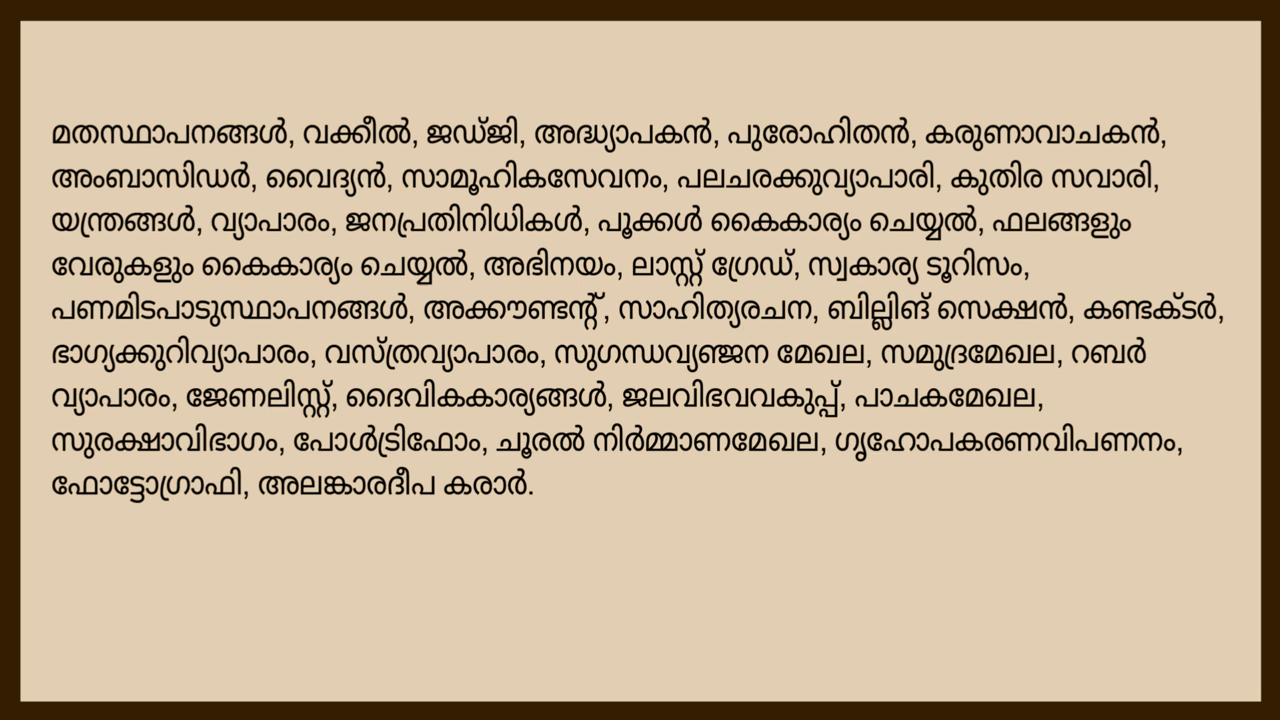 മതസ്ഥാപനങ്ങൾ, വക്കീൽ, ജഡ്ജി, അദ്ധ്യാപകൻ, പുരോഹിതൻ, കരുണാവാചകൻ,
അംബാസിഡർ, വൈദ്യൻ, സാമൂഹികസേവനം, പലചരക്കുവ്യാപാരി, കുതിര സവാരി,
യന്ത്രങ്ങൾ, വ്യാപാരം, ജനപ്രതിനിധികൾ, പൂക്കൾ കൈകാര്യം ചെയ്യൽ, ഫലങ്ങളും
വേരുകളും കൈകാര്യം ചെയ്യൽ, അഭിനയം, ലാസ്റ്റ് ഗ്രേഡ്, സ്വകാര്യ ടൂറിസം,
പണമിടപാടുസ്ഥാപനങ്ങൾ, അക്കൗണ്ടന്റ്, സാഹിത്യരചന, ബില്ലിങ് സെക്ഷൻ, കണ്ടക്ടർ,
ഭാഗ്യക്കുറിവ്യാപാരം, വസ്ത്രവ്യാപാരം, സുഗന്ധവ്യഞ്ജന മേഖല, സമുദ്രമേഖല, റബർ
വ്യാപാരം, ജേണലിസ്റ്റ്, ദൈവികകാര്യങ്ങൾ, ജലവിഭവവകുപ്പ്, പാചകമേഖല,
സുരക്ഷാവിഭാഗം, പോൾട്രിഫോം, ചൂരൽ നിർമ്മാണമേഖല, ഗൃഹോപകരണവിപണനം,
ഫോട്ടോഗ്രാഫി, അലങ്കാരദീപ കരാർ.